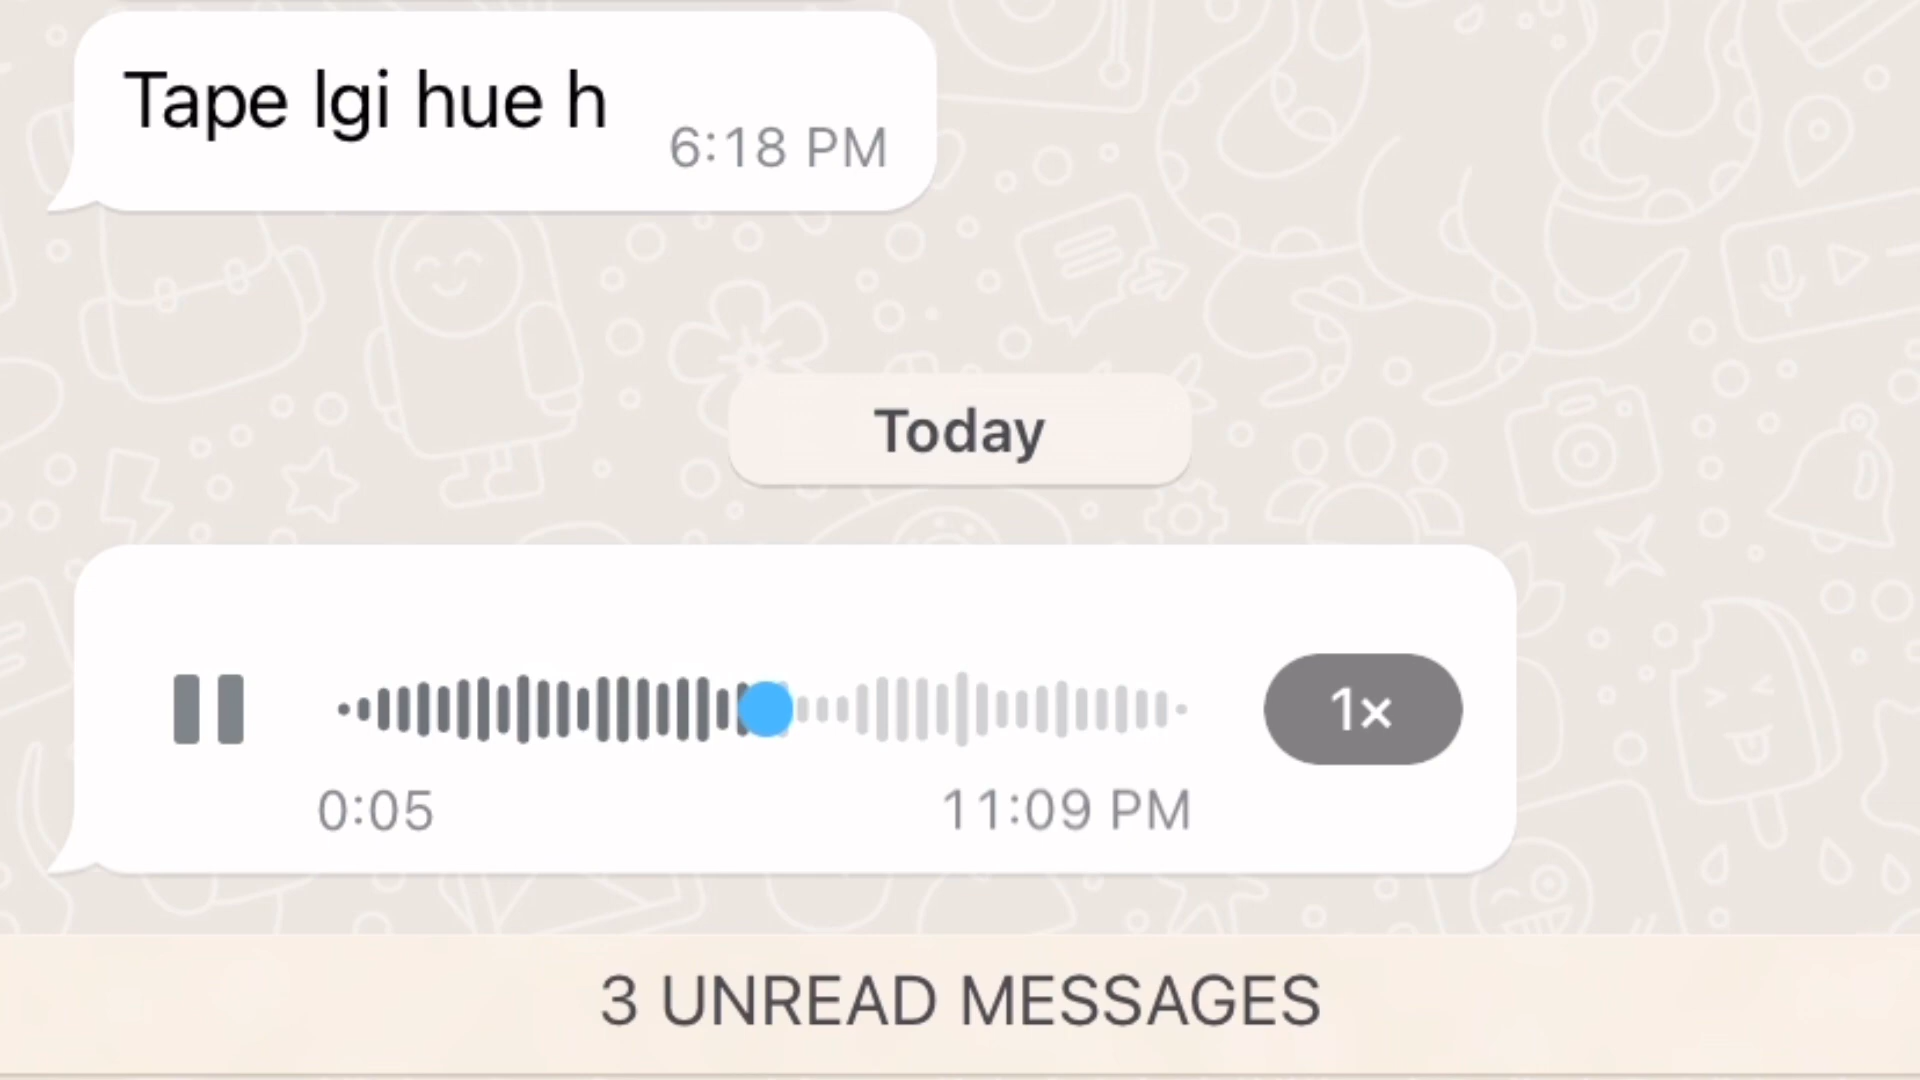 Tape lgi hue h
6:18 PM
Today
1×
0:05
11:09 PM
3 UNREAD MESSAGES